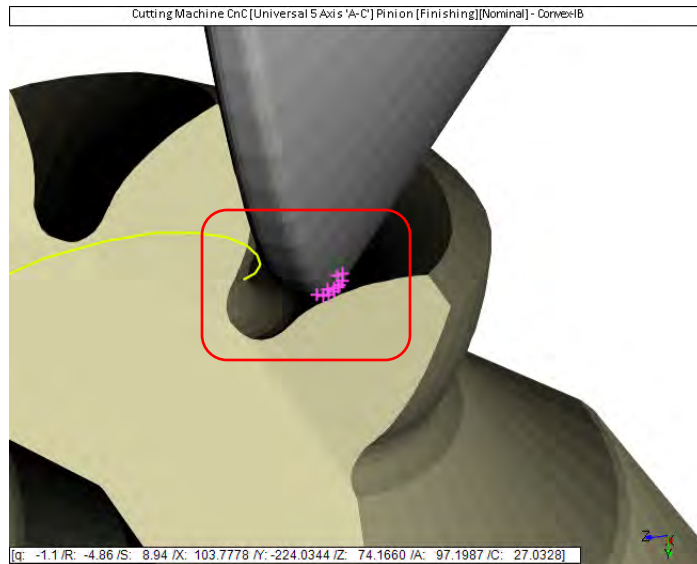 Cutting Machine CnC [Universal 5 Axis 'A-C'] Pinion [Finishing][Nominal] - Convex-IB
Z
Y
[q: -1.1 /R: -4.86 /S: 8.94 /X: 103.7778 /Y: -224.0344 /Z: 74.1660 /A: 97.1987 /C: 27.0328]